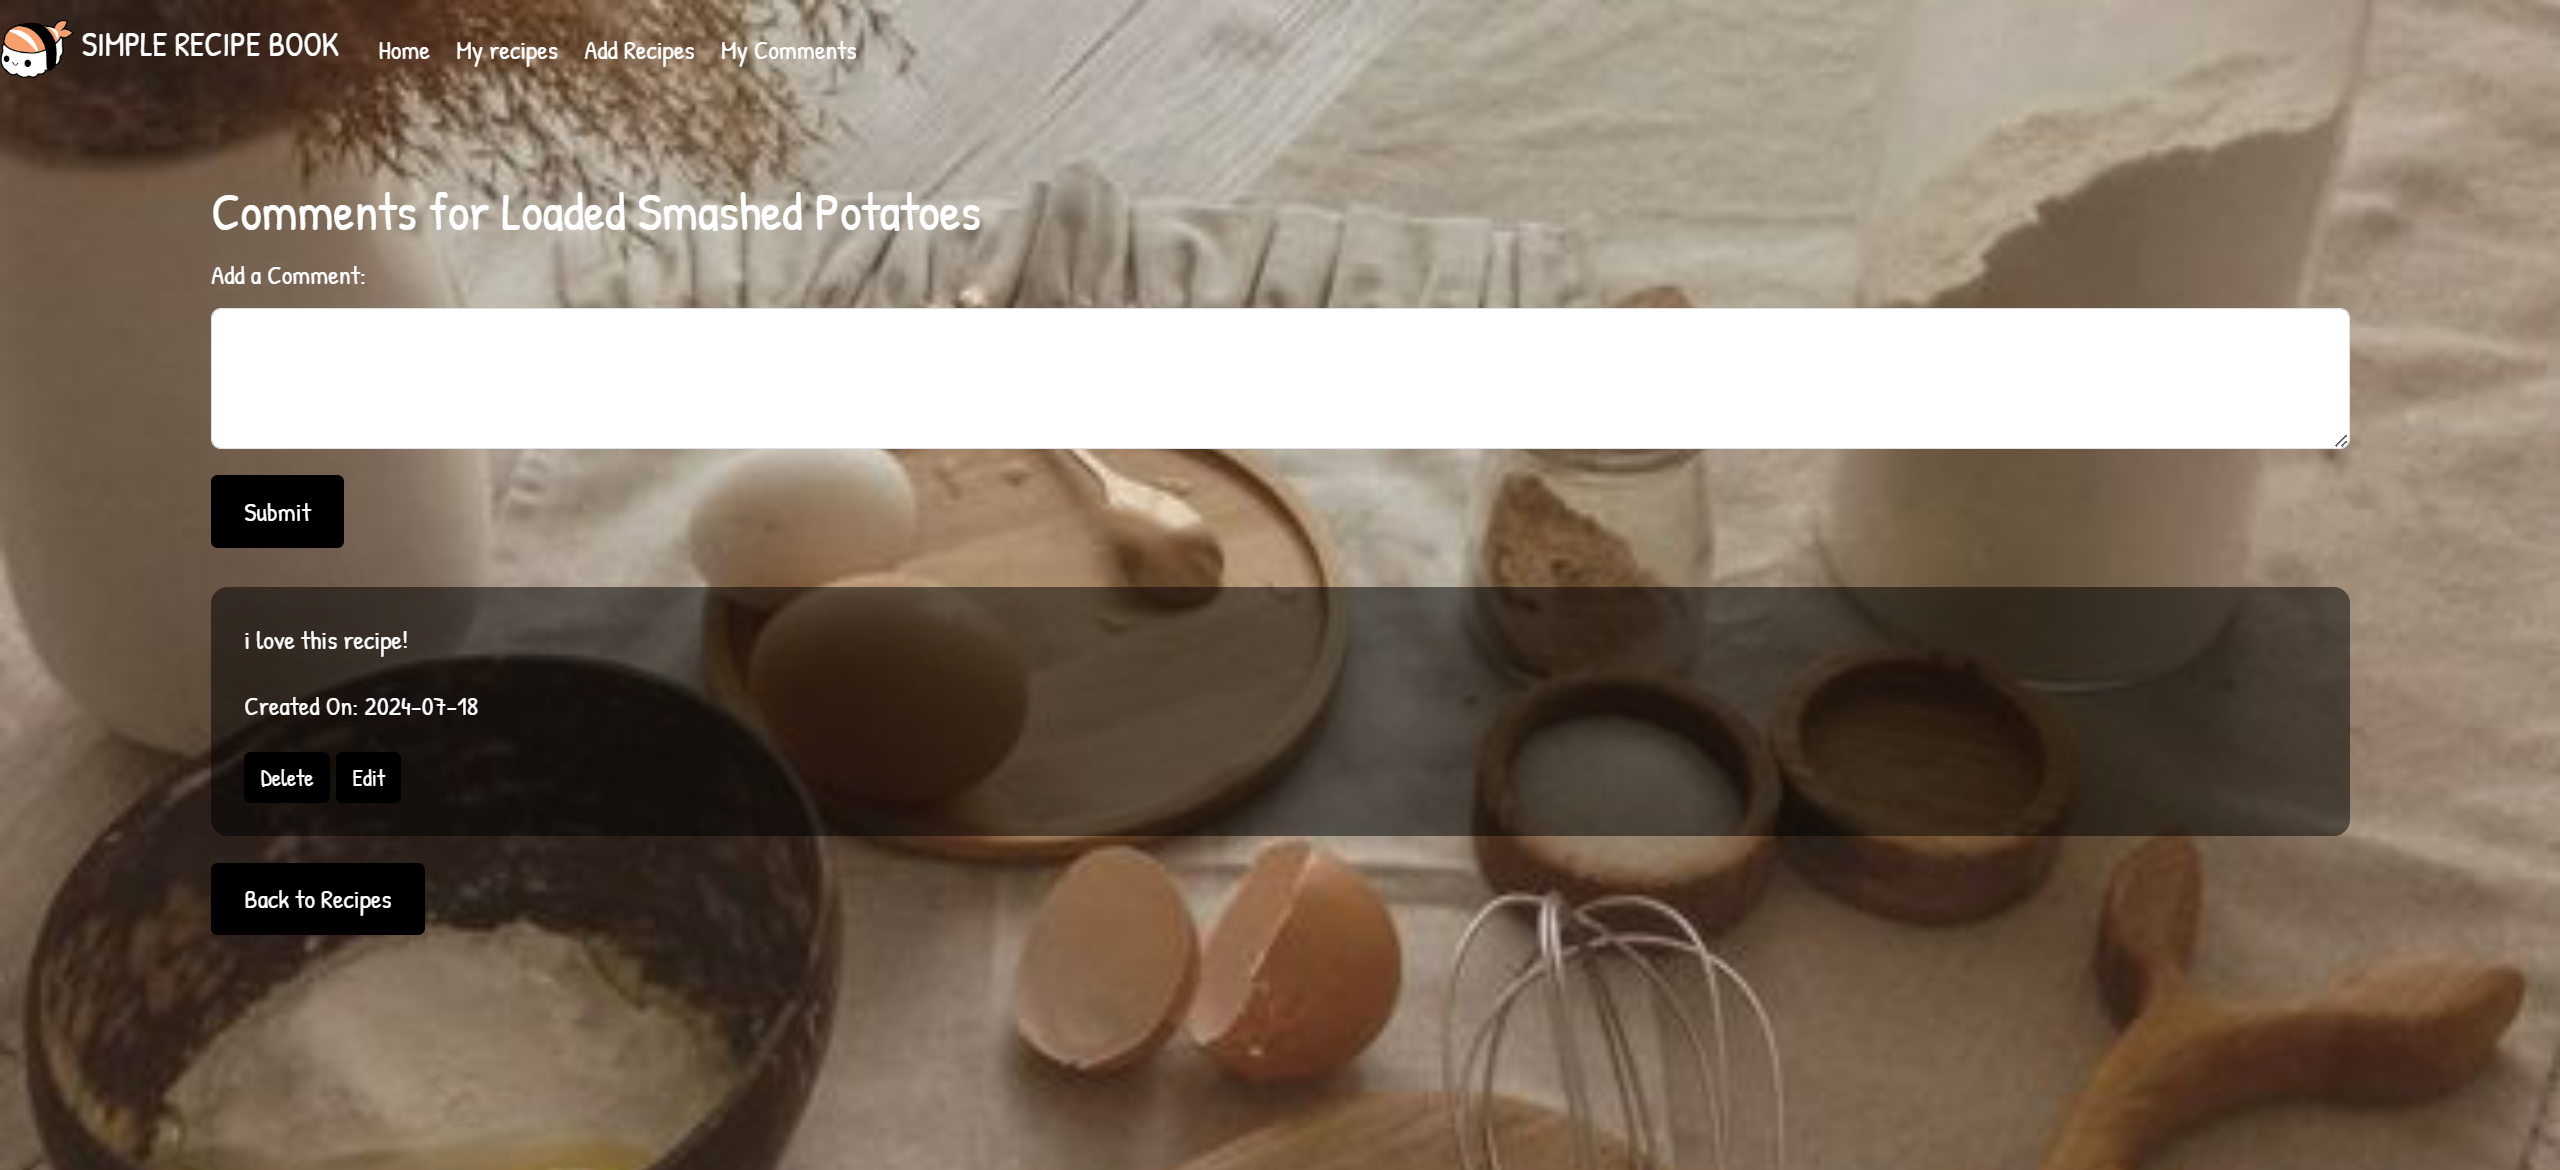 SIMPLE RECIPE BOOK Home My recipes Add Recipes My Comments
Comments for Loaded Smashed Potatoes
Add a Comment:
Submit
i love this recipe!
Created On: 2024-07-18
Delete Edit
Back to Recipes